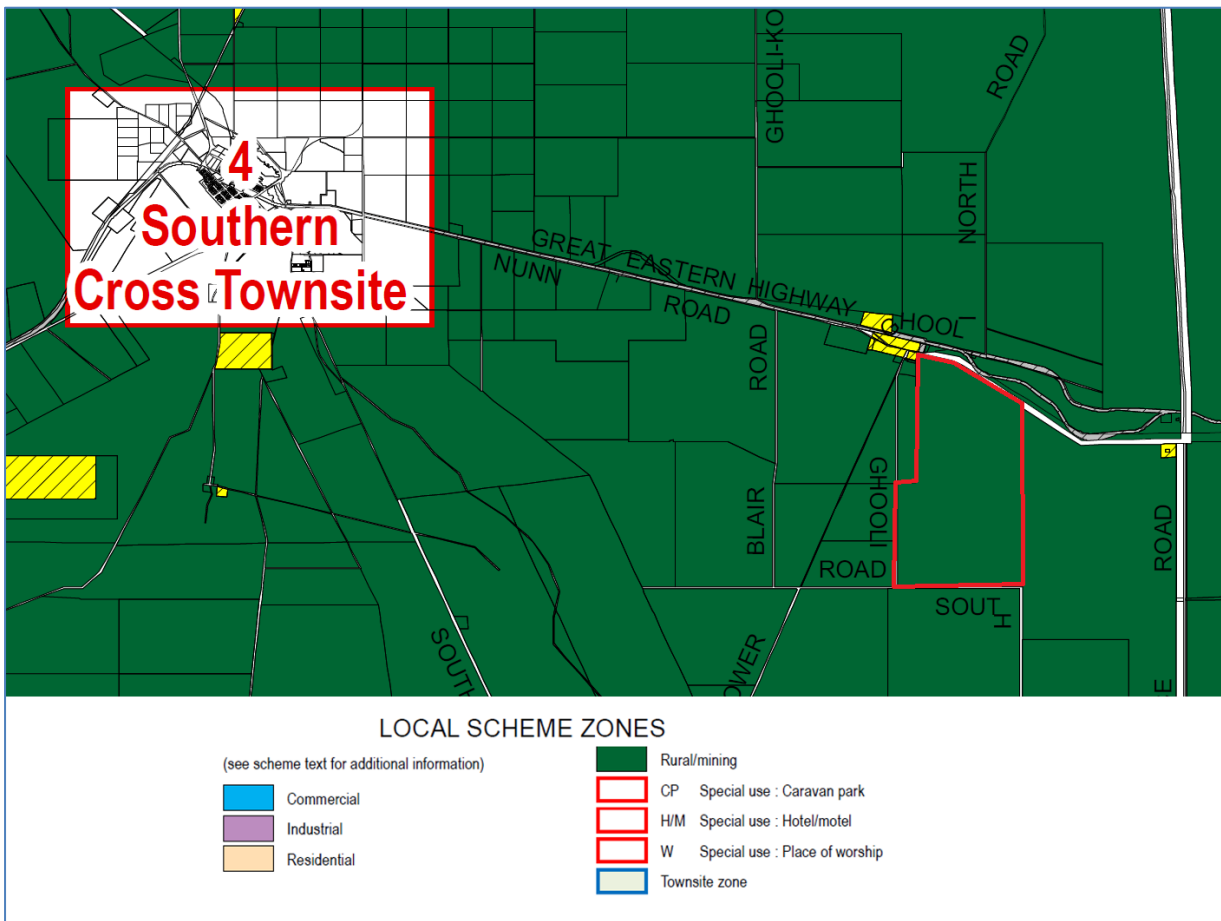 GHOOLI-KO
ROAD
NORTH
4
Southern
Cross Townsite
GREAT EASTERN HIGHWAY
NUNN ROAD
GHOOLI
ROAD
BLAIR
GHOOLI
ROAD
ROAD
SOUTH
SOUTH
OWER
E
LOCAL SCHEME ZONES
(see scheme text for additional information)
Commercial
Industrial
Residential
Rural/mining
CP Special use : Caravan park
H/M Special use : Hotel/motel
W Special use : Place of worship
Townsite zone